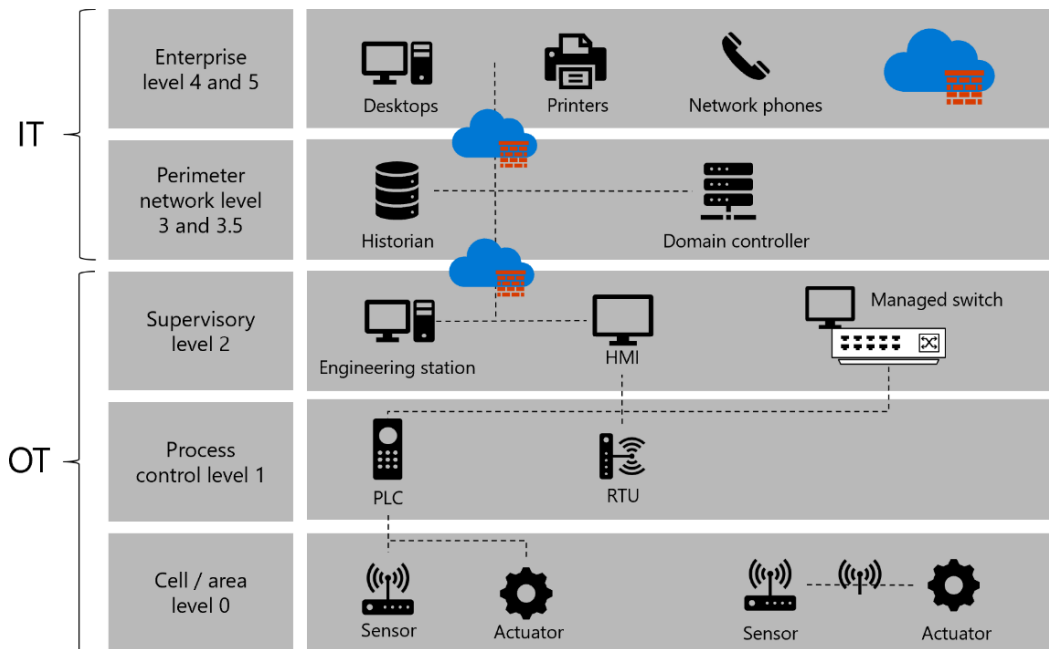 IT
Enterprise
level 4 and 5
Desktops
Printers
Network phones
Perimeter
network level
3 and 3.5
Historian
Domain controller
OT
Supervisory
level 2
Engineering station
HMI
Managed switch
Process
control level 1
PLC
RTU
Cell / area
level 0
Sensor
Actuator
Sensor
Actuator